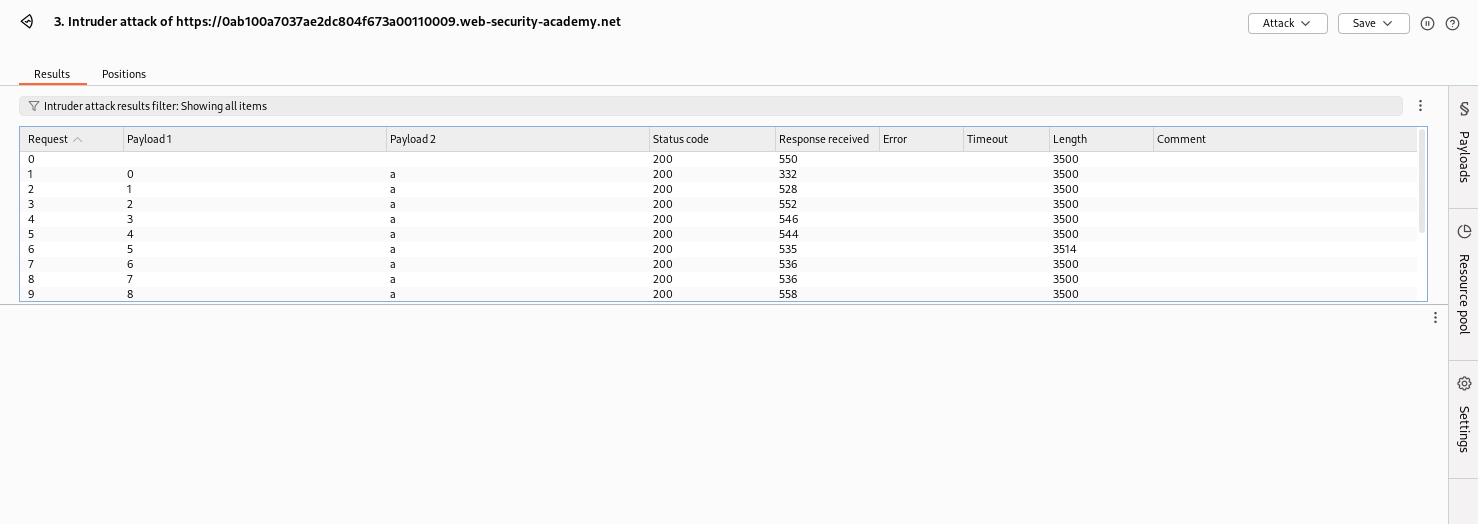 3. Intruder attack of https://0ab100a7037ae2dc804f673a00110009.web-security-academy.net
Attack
Save
Results Positions
Intruder attack results filter: Showing all items
Request Payload 1 Payload 2 Status code Response received Error Timeout Length Comment
0 200 550 3500
1 0 a 200 332 3500
2 1 a 200 528 3500
3 2 a 200 552 3500
4 3 a 200 546 3500
5 4 a 200 544 3500
6 5 a 200 535 3514
7 6 a 200 536 3500
8 7 a 200 536 3500
9 8 a 200 558 3500
Payloads
Resource pool
Settings